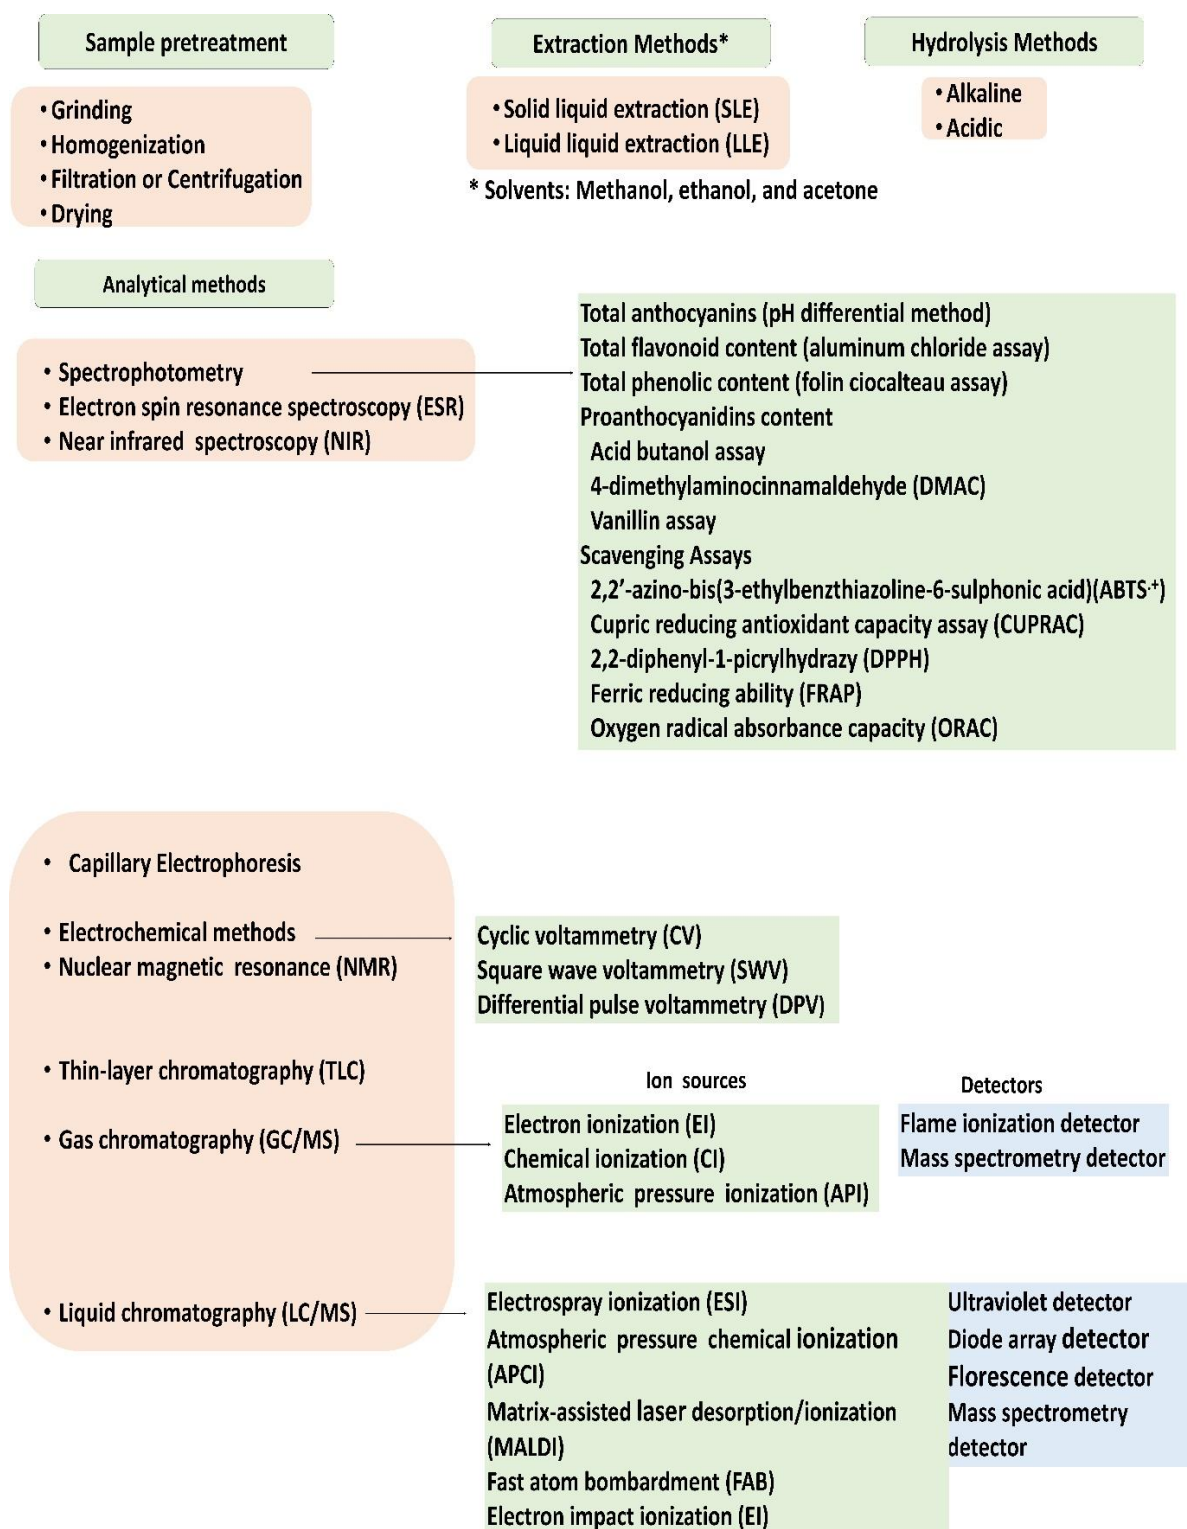 Sample pretreatment
• Grinding
• Homogenization
• Filtration or Centrifugation
• Drying
Extraction Methods*
• Solid liquid extraction (SLE)
• Liquid liquid extraction (LLE)
* Solvents: Methanol, ethanol, and acetone
Hydrolysis Methods
• Alkaline
• Acidic
Analytical methods
• Spectrophotometry
• Electron spin resonance spectroscopy (ESR)
• Near infrared spectroscopy (NIR)
Total anthocyanins (pH differential method)
Total flavonoid content (aluminum chloride assay)
Total phenolic content (folin ciocalteau assay)
Proanthocyanidins content
Acid butanol assay
4-dimethylaminocinnamaldehyde (DMAC)
Vanillin assay
Scavenging Assays
2,2’-azino-bis(3-ethylbenzthiazoline-6-sulphonic acid)(ABTS·+)
Cupric reducing antioxidant capacity assay (CUPRAC)
2,2-diphenyl-1-picrylhydrazy (DPPH)
Ferric reducing ability (FRAP)
Oxygen radical absorbance capacity (ORAC)
• Capillary Electrophoresis
• Electrochemical methods
• Nuclear magnetic resonance (NMR)
Cyclic voltammetry (CV)
Square wave voltammetry (SWV)
Differential pulse voltammetry (DPV)
• Thin-layer chromatography (TLC)
• Gas chromatography (GC/MS)
Ion sources
Electron ionization (EI)
Chemical ionization (CI)
Atmospheric pressure ionization (API)
Detectors
Flame ionization detector
Mass spectrometry detector
• Liquid chromatography (LC/MS)
Electrospray ionization (ESI)
Atmospheric pressure chemical ionization
(APCI)
Matrix-assisted laser desorption/ionization
(MALDI)
Fast atom bombardment (FAB)
Electron impact ionization (EI)
Ultraviolet detector
Diode array detector
Florescence detector
Mass spectrometry
detector